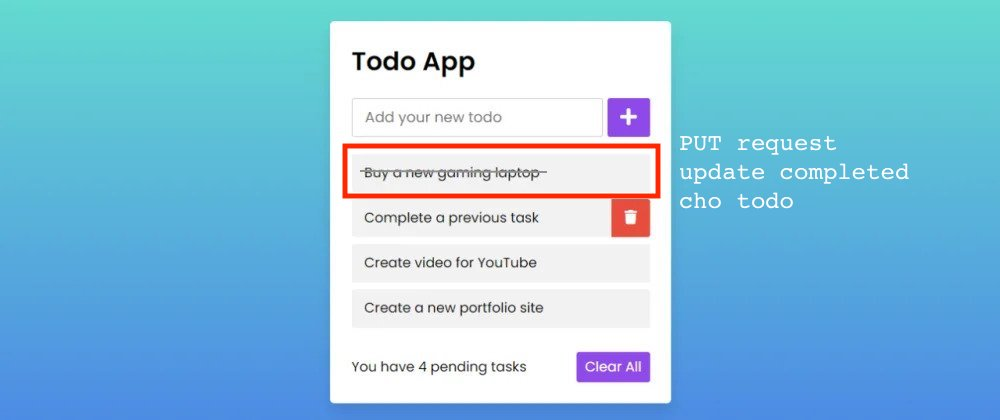 Todo App
Add your new todo
Buy a new gaming laptop
PUT request
update completed
cho todo
Complete a previous task
Create video for YouTube
Create a new portfolio site
You have 4 pending tasks
Clear All